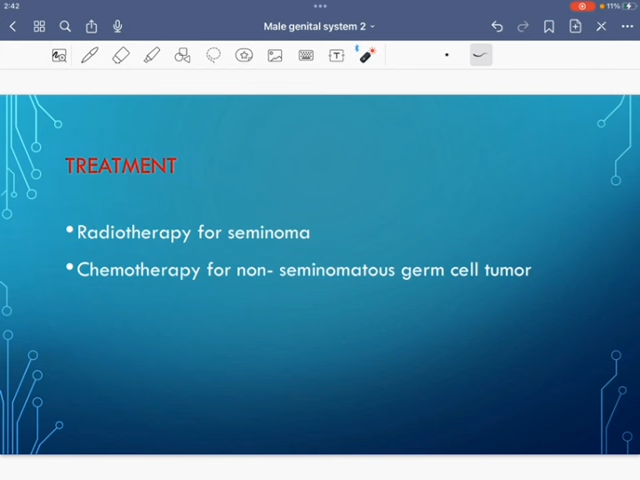 2:42
11%
Male genital system 2
TREATMENT
•Radiotherapy for seminoma
•Chemotherapy for non- seminomatous germ cell tumor